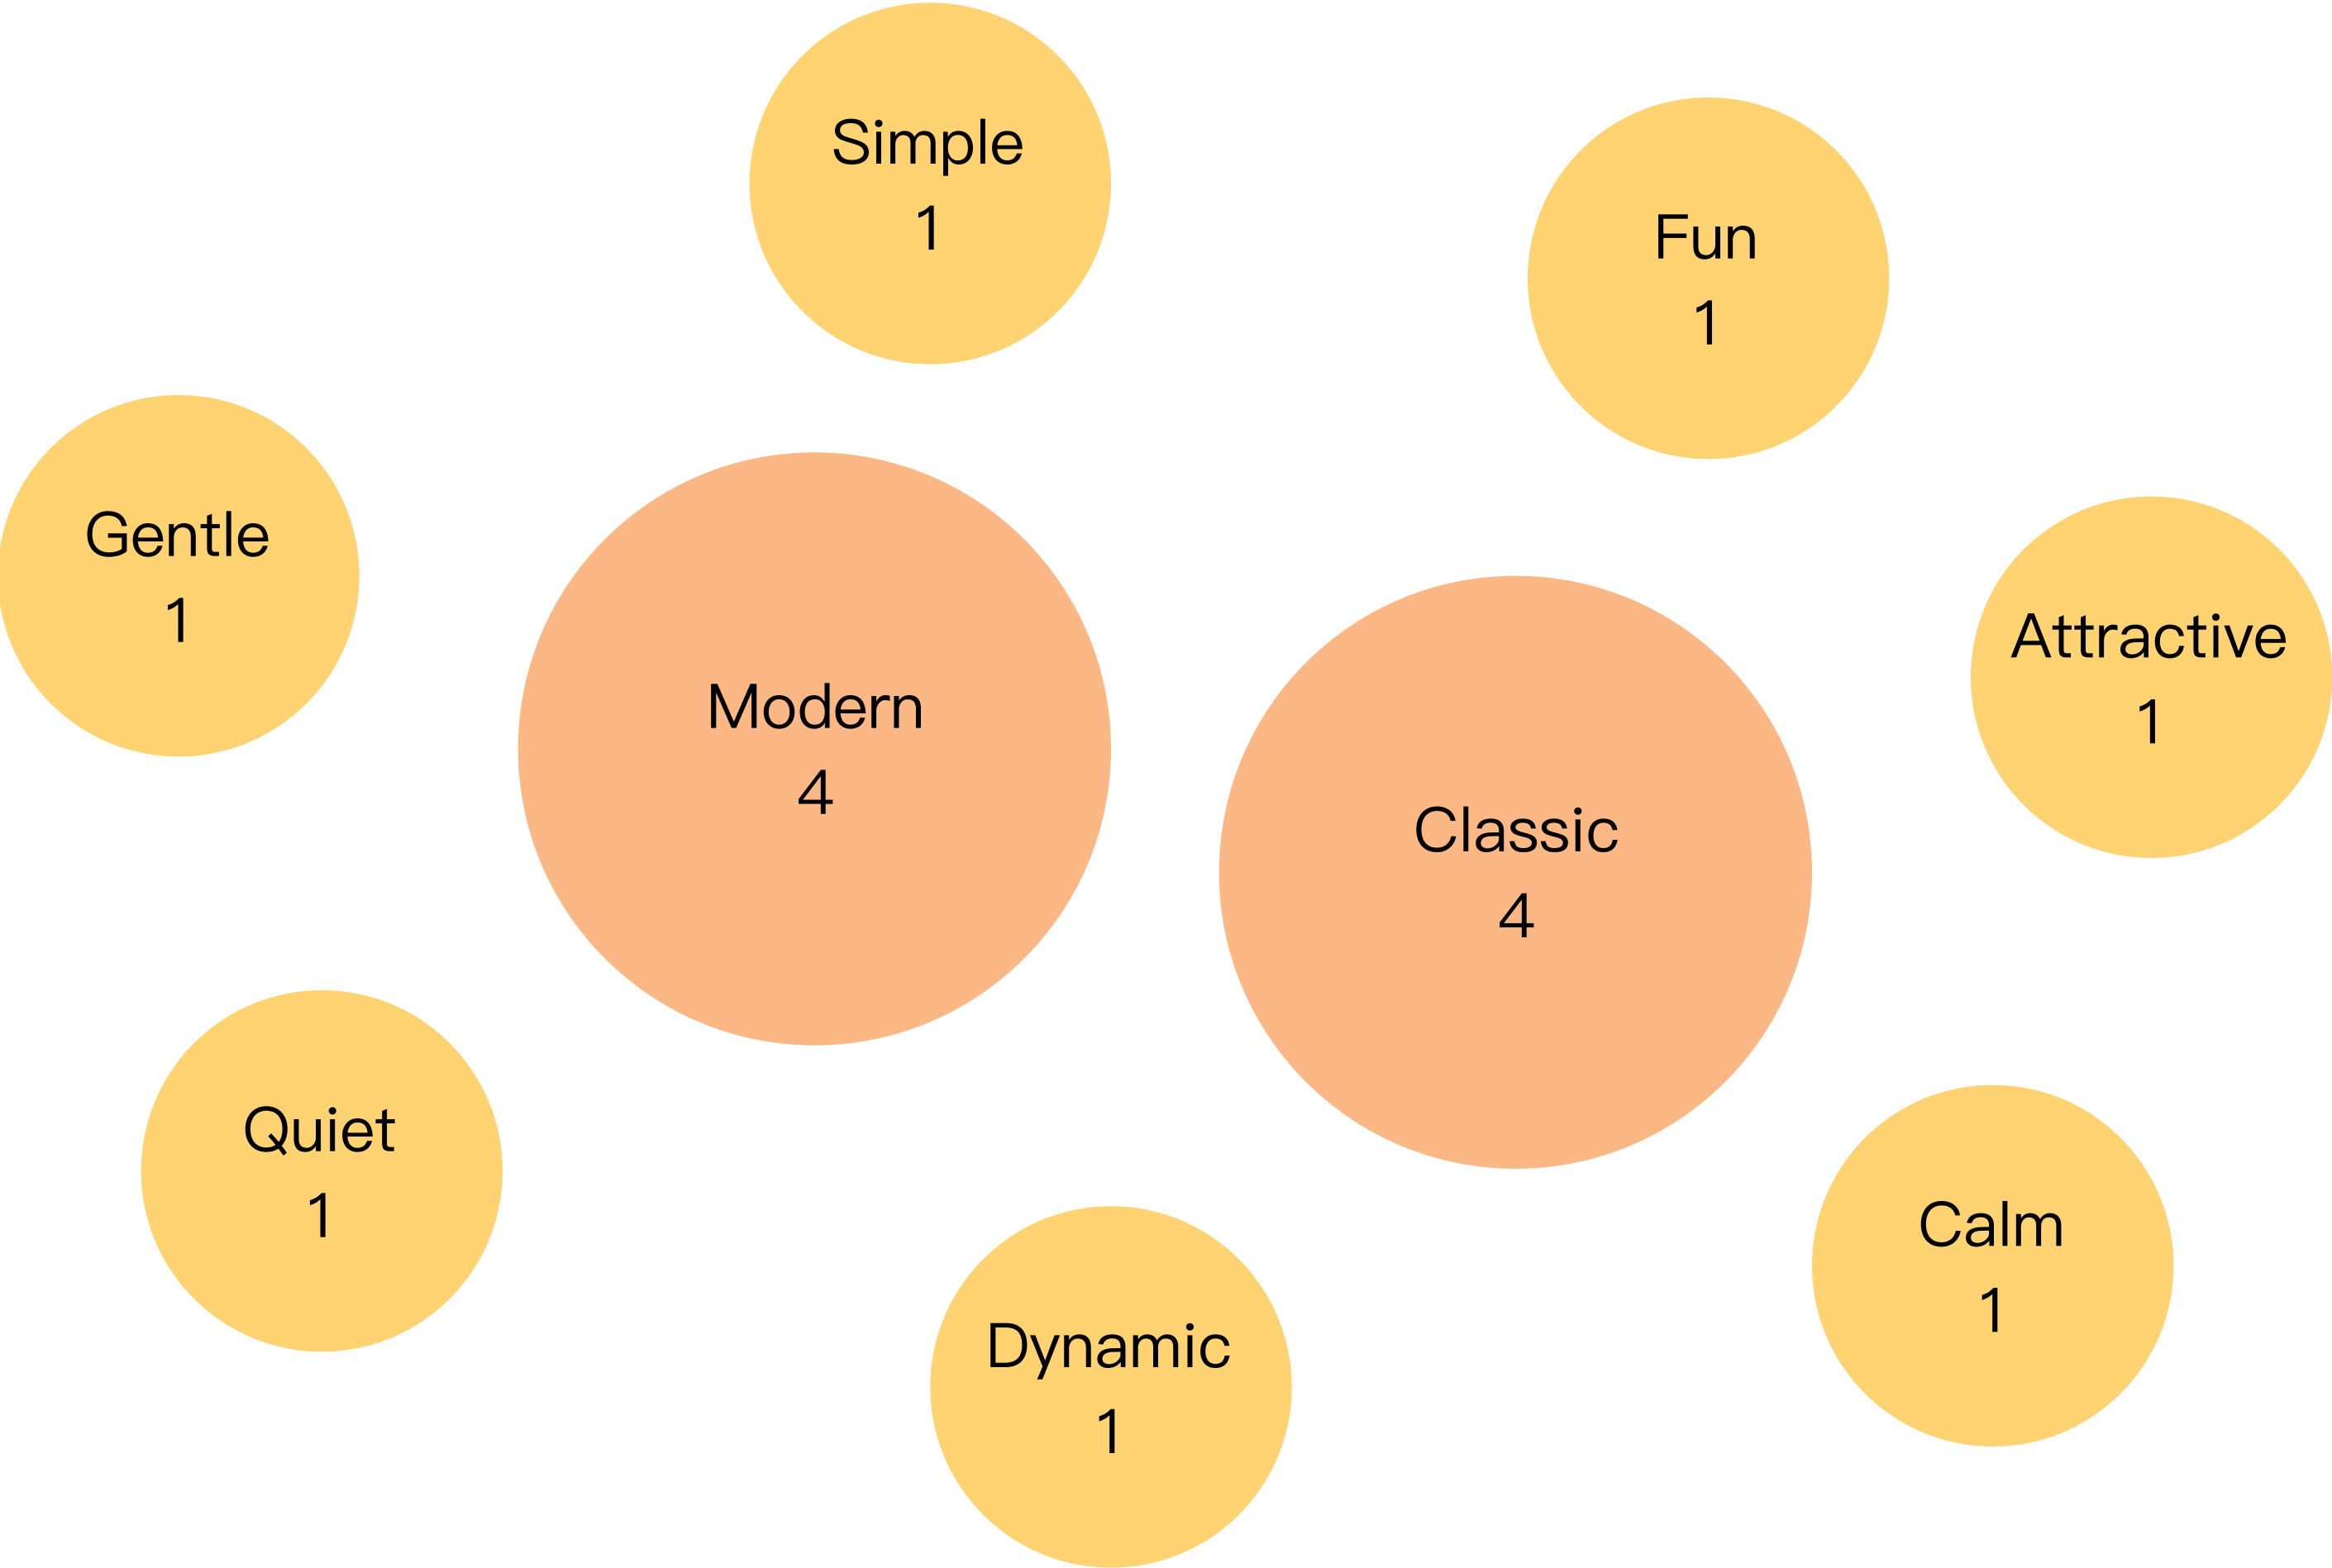 Simple
1
Fun
1
Gentle
1
Attractive
1
Modern
4
Classic
4
Quiet
1
Calm
1
Dynamic
1